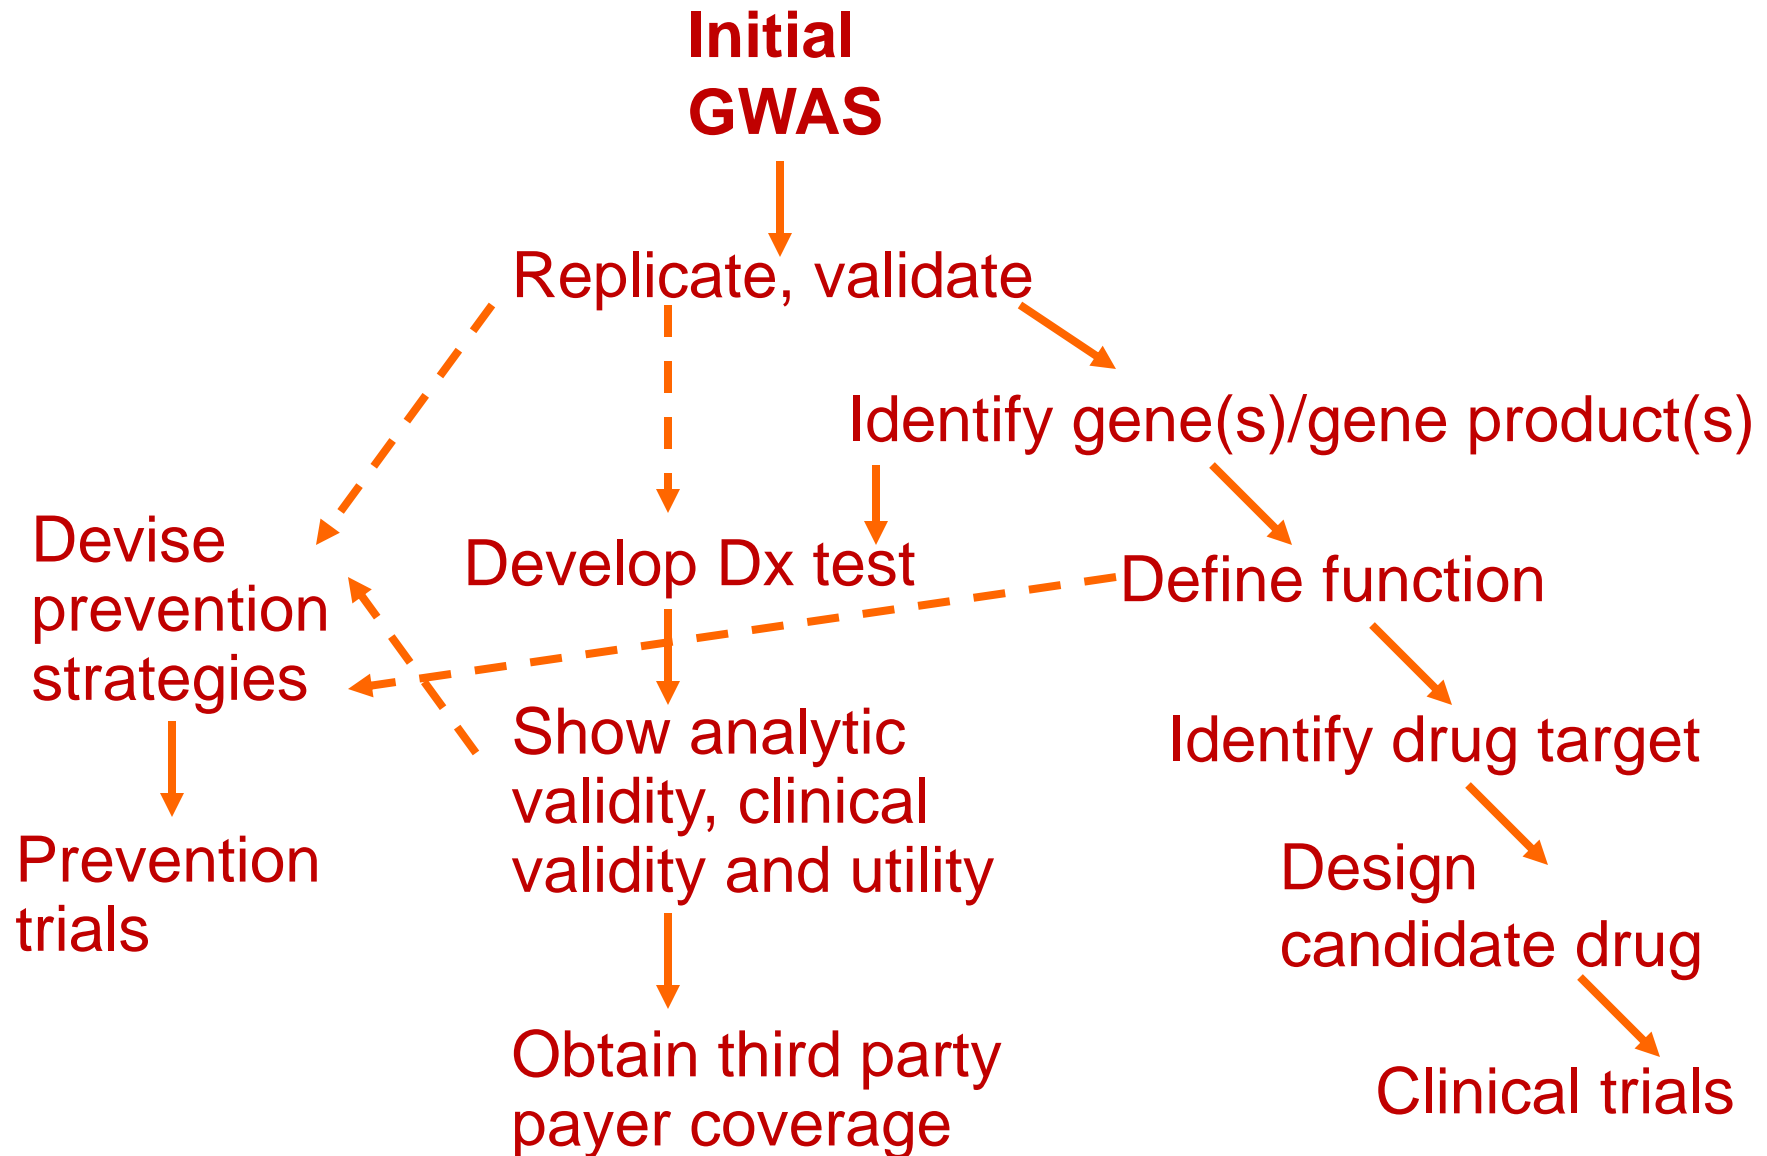 Initial
GWAS
Replicate, validate
Identify gene(s)/gene product(s)
Devise
prevention
strategies
Develop Dx test
Define function
Show analytic
validity, clinical
validity and utility
Identify drug target
Prevention
trials
Design
candidate drug
Obtain third party
payer coverage
Clinical trials